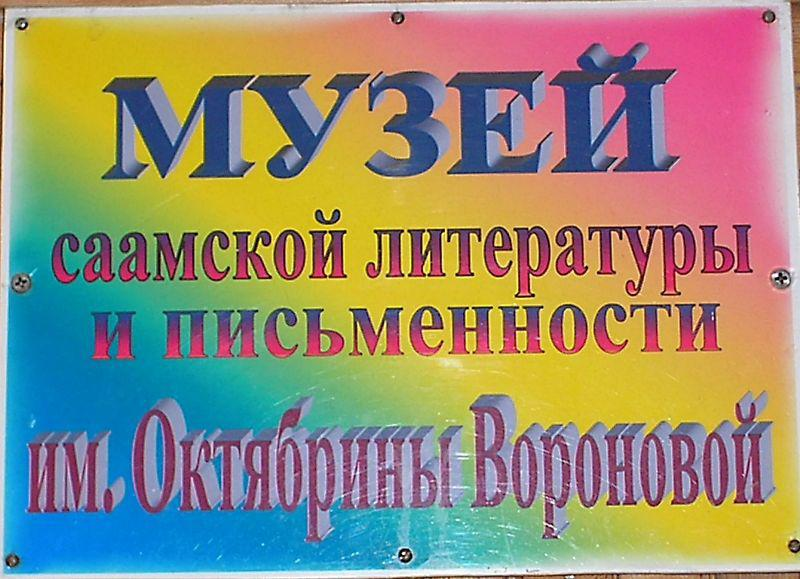 МУЗЕЙ
саамской литературы
и письменности
им. Октябрины Вороновой